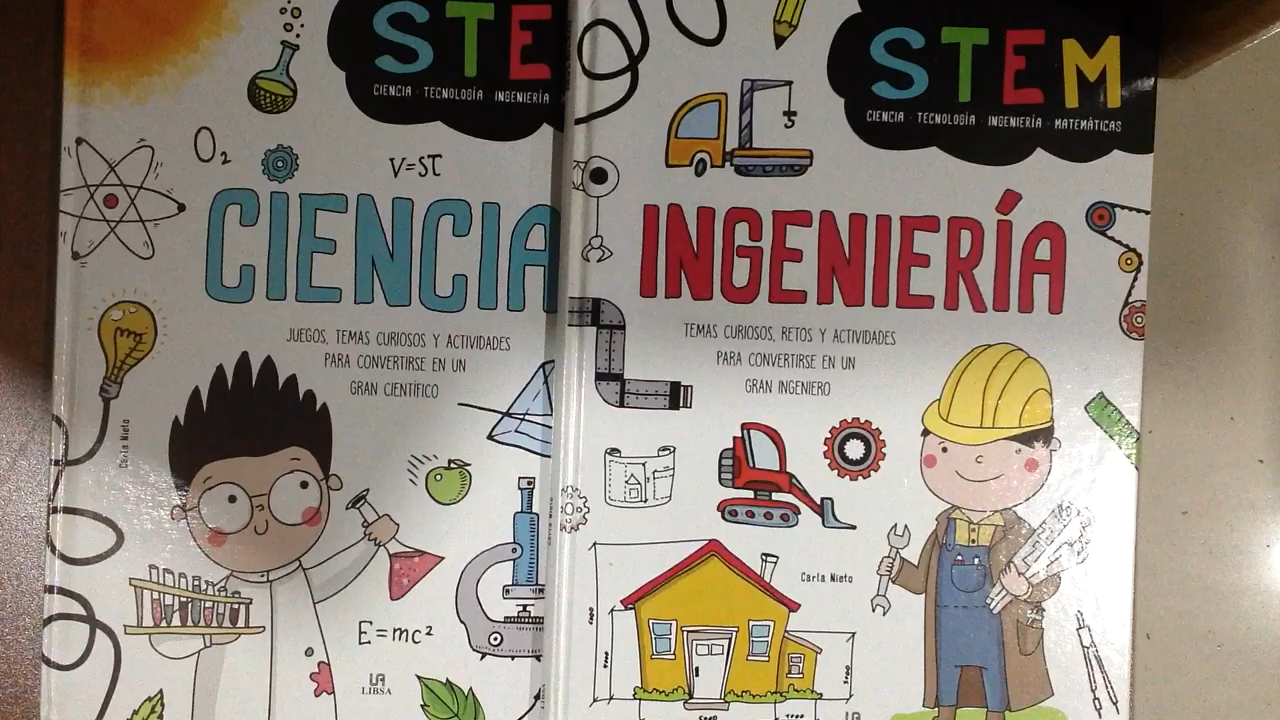 STE
CIENCIA · TECNOLOGÍA INGENIERÍA
O₂
V=ST
CIENCIA
JUEGOS, TEMAS CURIOSOS Y ACTIVIDADES
PARA CONVERTIRSE EN UN
GRAN CIENTÍFICO
Carla Nieto
E=mc²
LIBSA
STEM
CIENCIA · TECNOLOGÍA · INGENIERÍA · MATEMÁTICAS
INGENIERÍA
TEMAS CURIOSOS, RETOS Y ACTIVIDADES
PARA CONVERTIRSE EN UN
GRAN INGENIERO
Carla Nieto